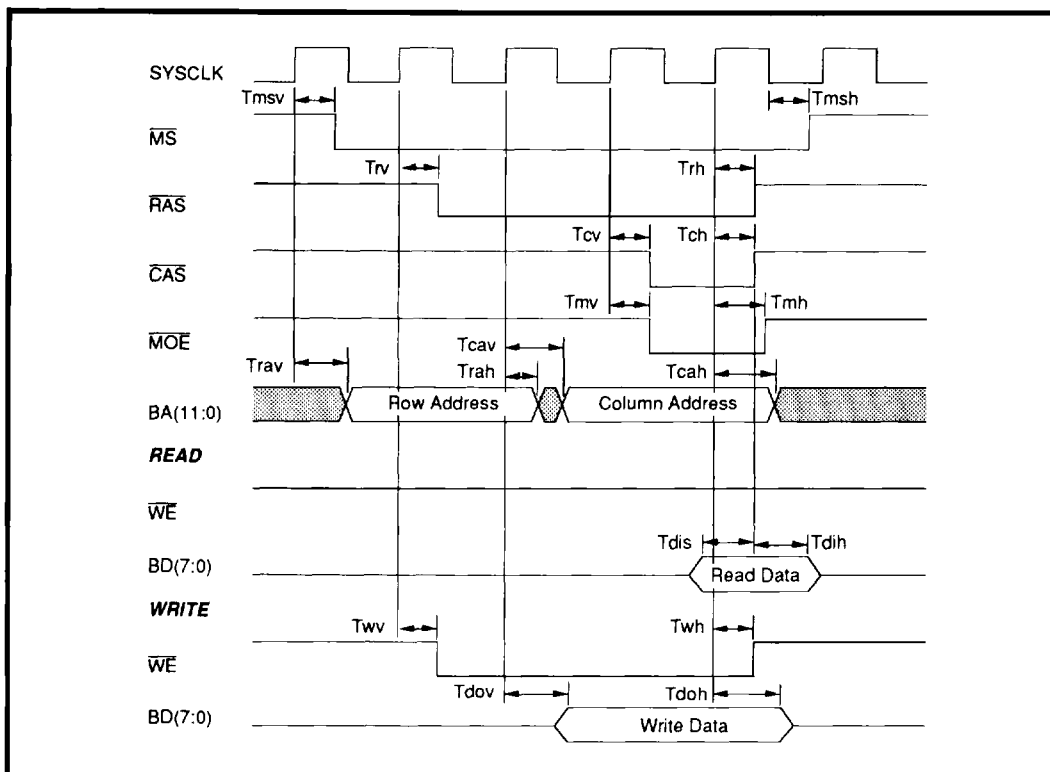 SYSCLK
Tmsv Tmsh
MS
Trv Trh
RAS
Tcv Tch
CAS
Tmv Tmh
MOE
Tcav
Trav Trah Tcah
BA(11:0) Row Address Column Address
READ
WE
Tdis Tdih
BD(7:0) Read Data
WRITE
Twv Twh
WE
Tdov Tdoh
BD(7:0) Write Data